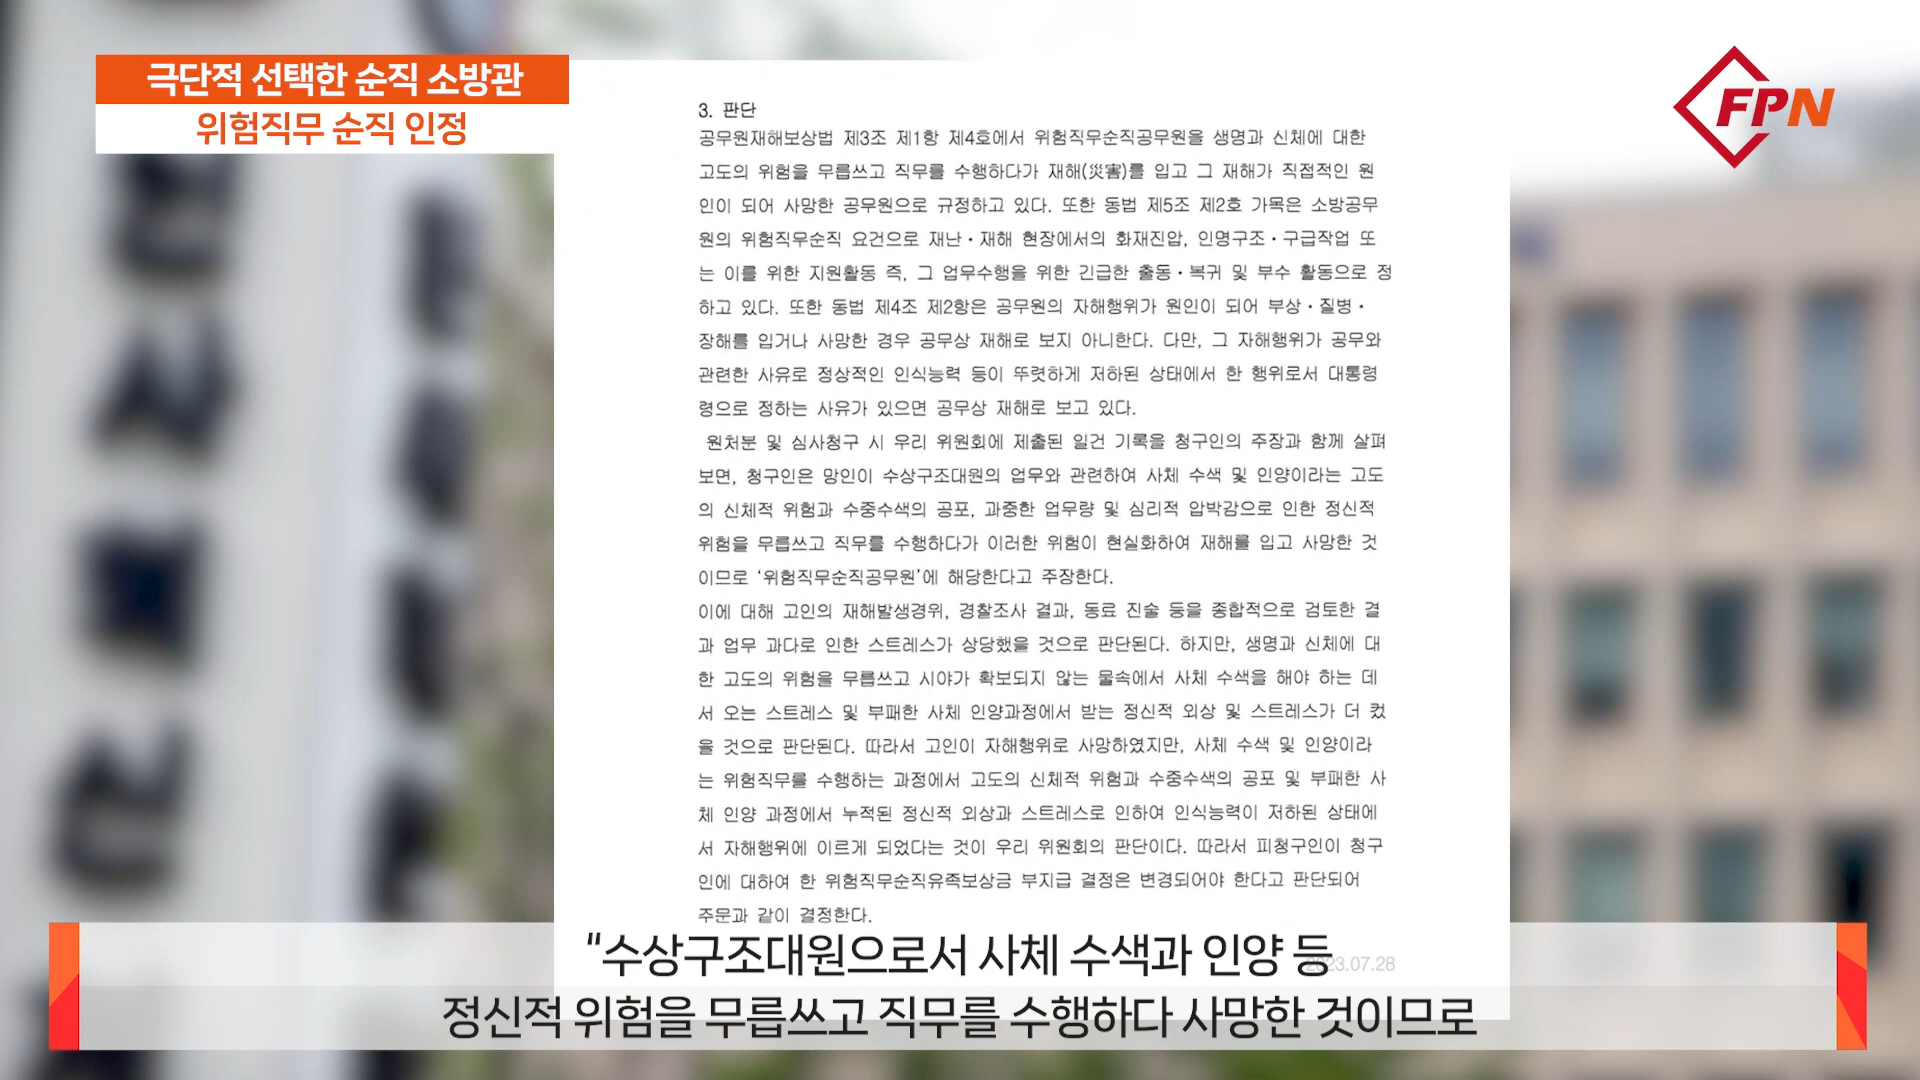 극단적 선택한 순직 소방관
위험직무 순직 인정
FPN
3. 판단
공무원재해보상법 제3조 제1항 제4호에서 위험직무순직공무원을 생명과 신체에 대한
고도의 위험을 무릅쓰고 직무를 수행하다가 재해(災害)를 입고 그 재해가 직접적인 원
인이 되어 사망한 공무원으로 규정하고 있다. 또한 동법 제5조 제2호 가목은 소방공무
원의 위험직무순직 요건으로 재난·재해 현장에서의 화재진압, 인명구조·구급작업 또
는 이를 위한 지원활동 즉, 그 업무수행을 위한 긴급한 출동·복귀 및 부수 활동으로 정
하고 있다. 또한 동법 제4조 제2항은 공무원의 자해행위가 원인이 되어 부상·질병·
장해를 입거나 사망한 경우 공무상 재해로 보지 아니한다. 다만, 그 자해행위가 공무와
관련한 사유로 정상적인 인식능력 등이 뚜렷하게 저하된 상태에서 한 행위로서 대통령
령으로 정하는 사유가 있으면 공무상 재해로 보고 있다.
원처분 및 심사청구 시 우리 위원회에 제출된 일건 기록을 청구인의 주장과 함께 살펴
보면, 청구인은 망인이 수상구조대원의 업무와 관련하여 사체 수색 및 인양이라는 고도
의 신체적 위험과 수중수색의 공포, 과중한 업무량 및 심리적 압박감으로 인한 정신적
위험을 무릅쓰고 직무를 수행하다가 이러한 위험이 현실화하여 재해를 입고 사망한 것
이므로 ‘위험직무순직공무원’에 해당한다고 주장한다.
이에 대해 고인의 재해발생경위, 경찰조사 결과, 동료 진술 등을 종합적으로 검토한 결
과 업무 과다로 인한 스트레스가 상당했을 것으로 판단된다. 하지만, 생명과 신체에 대
한 고도의 위험을 무릅쓰고 시야가 확보되지 않는 물속에서 사체 수색을 해야 하는 데
서 오는 스트레스 및 부패한 사체 인양과정에서 받는 정신적 외상 및 스트레스가 더 컸
을 것으로 판단된다. 따라서 고인이 자해행위로 사망하였지만, 사체 수색 및 인양이라
는 위험직무를 수행하는 과정에서 고도의 신체적 위험과 수중수색의 공포 및 부패한 사
체 인양 과정에서 누적된 정신적 외상과 스트레스로 인하여 인식능력이 저하된 상태에
서 자해행위에 이르게 되었다는 것이 우리 위원회의 판단이다. 따라서 피청구인이 청구
인에 대하여 한 위험직무순직유족보상금 부지급 결정은 변경되어야 한다고 판단되어
주문과 같이 결정한다.
2023.07.28
“수상구조대원으로서 사체 수색과 인양 등
정신적 위험을 무릅쓰고 직무를 수행하다 사망한 것이므로